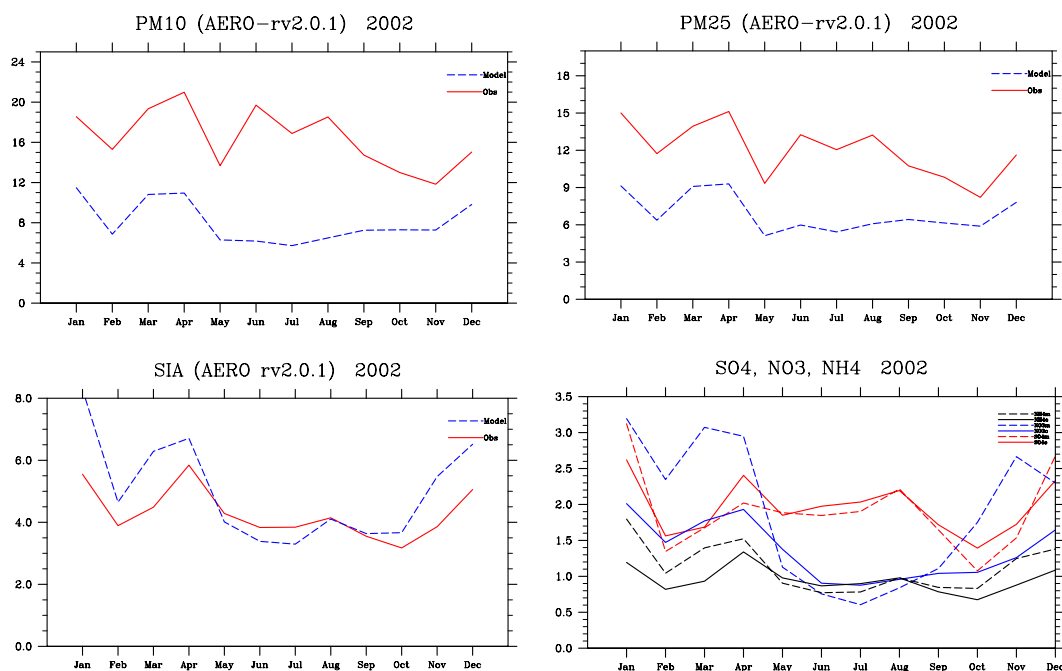 PM10 (AERO−rv2.0.1) 2002
24
20
16
12
8
4
0
Model
Obs
Jan Feb Mar Apr May Jun Jul Aug Sep Oct Nov Dec
PM25 (AERO−rv2.0.1) 2002
18
15
12
9
6
3
0
Model
Obs
Jan Feb Mar Apr May Jun Jul Aug Sep Oct Nov Dec
SIA (AERO rv2.0.1) 2002
8.0
6.0
4.0
2.0
0.0
Model
Obs
Jan Feb Mar Apr May Jun Jul Aug Sep Oct Nov Dec
SO4, NO3, NH4 2002
3.5
3.0
2.5
2.0
1.5
1.0
0.5
0.0
NH4m
NH4o
NO3m
NO3o
SO4m
SO4o
Jan Feb Mar Apr May Jun Jul Aug Sep Oct Nov Dec